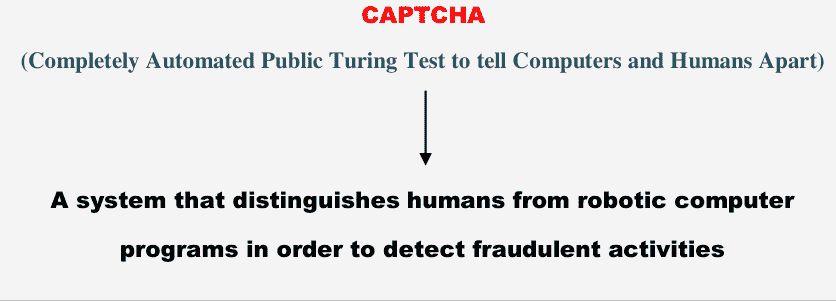 CAPTCHA
(Completely Automated Public Turing Test to tell Computers and Humans Apart)
A system that distinguishes humans from robotic computer
programs in order to detect fraudulent activities